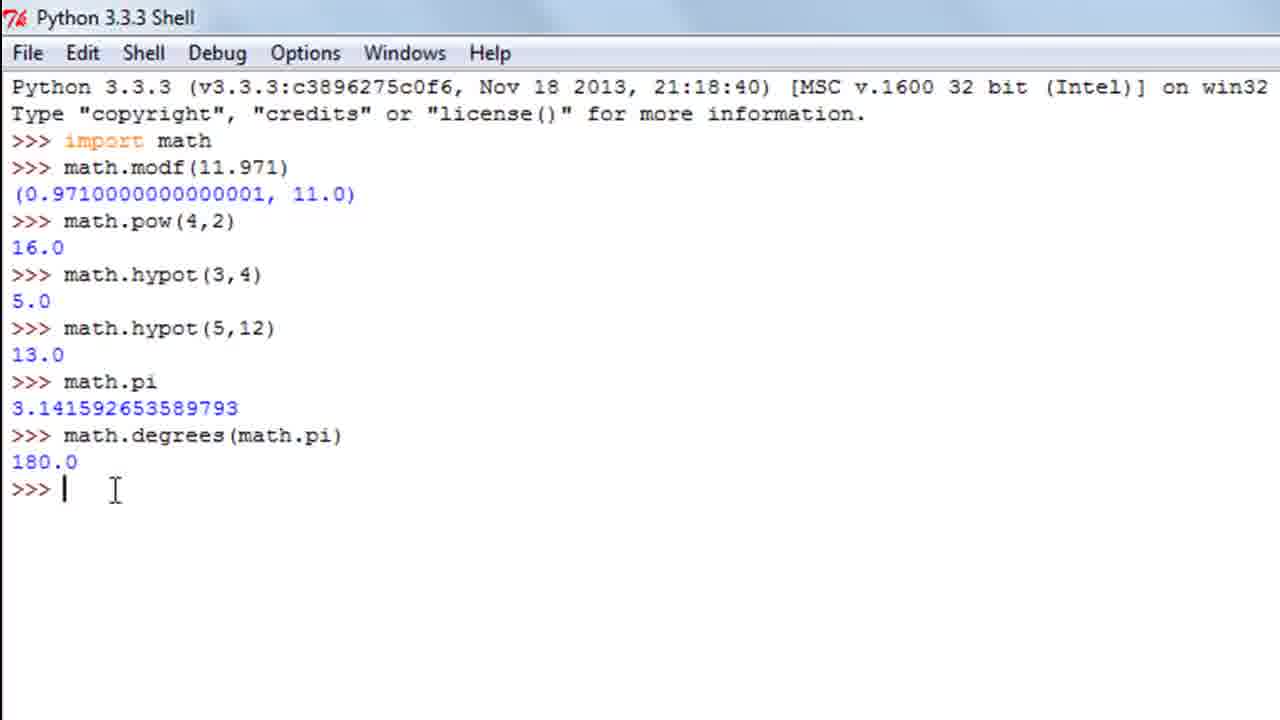 Python 3.3.3 Shell
File Edit Shell Debug Options Windows Help
Python 3.3.3 (v3.3.3:c3896275c0f6, Nov 18 2013, 21:18:40) [MSC v.1600 32 bit (Intel)] on win32
Type "copyright", "credits" or "license()" for more information.
>>> import math
>>> math.modf(11.971)
(0.9710000000000001, 11.0)
>>> math.pow(4,2)
16.0
>>> math.hypot(3,4)
5.0
>>> math.hypot(5,12)
13.0
>>> math.pi
3.141592653589793
>>> math.degrees(math.pi)
180.0
>>>